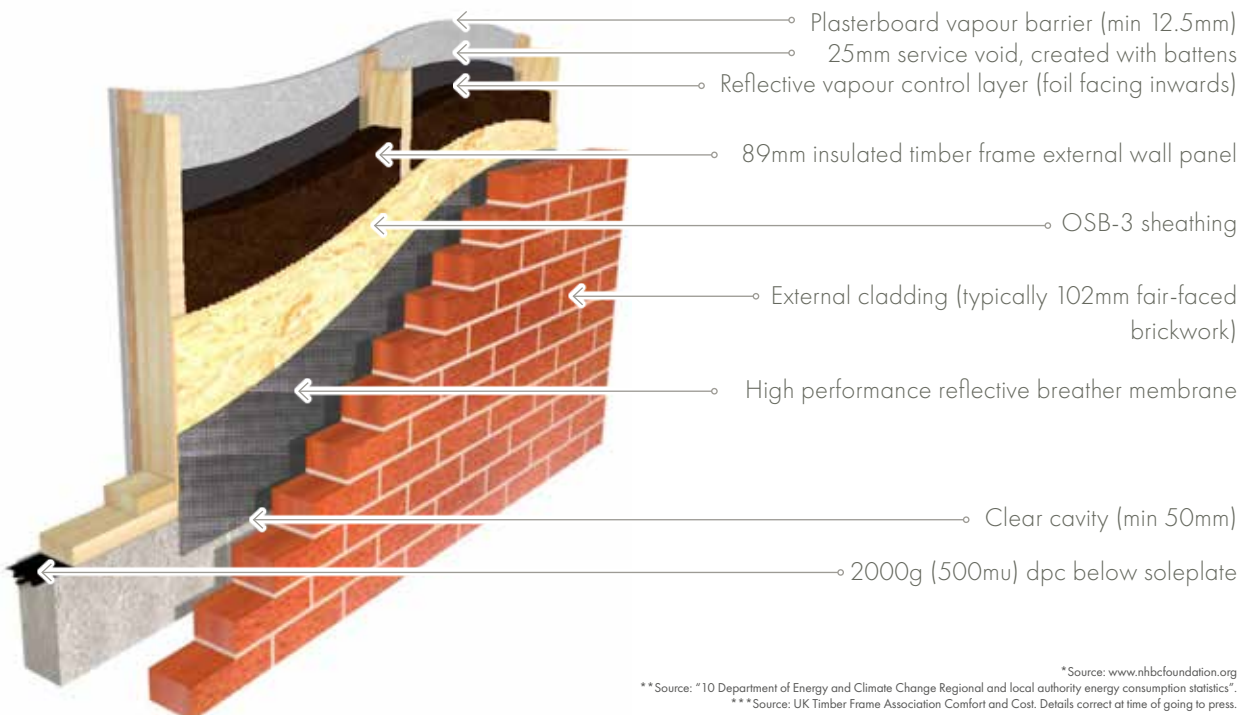 Plasterboard vapour barrier (min 12.5mm)
25mm service void, created with battens
Reflective vapour control layer (foil facing inwards)
89mm insulated timber frame external wall panel
OSB-3 sheathing
External cladding (typically 102mm fair-faced
brickwork)
High performance reflective breather membrane
Clear cavity (min 50mm)
2000g (500mu) dpc below soleplate
*Source: www.nhbcfoundation.org
**Source: "10 Department of Energy and Climate Change Regional and local authority energy consumption statistics".
***Source: UK Timber Frame Association Comfort and Cost. Details correct at time of going to press.